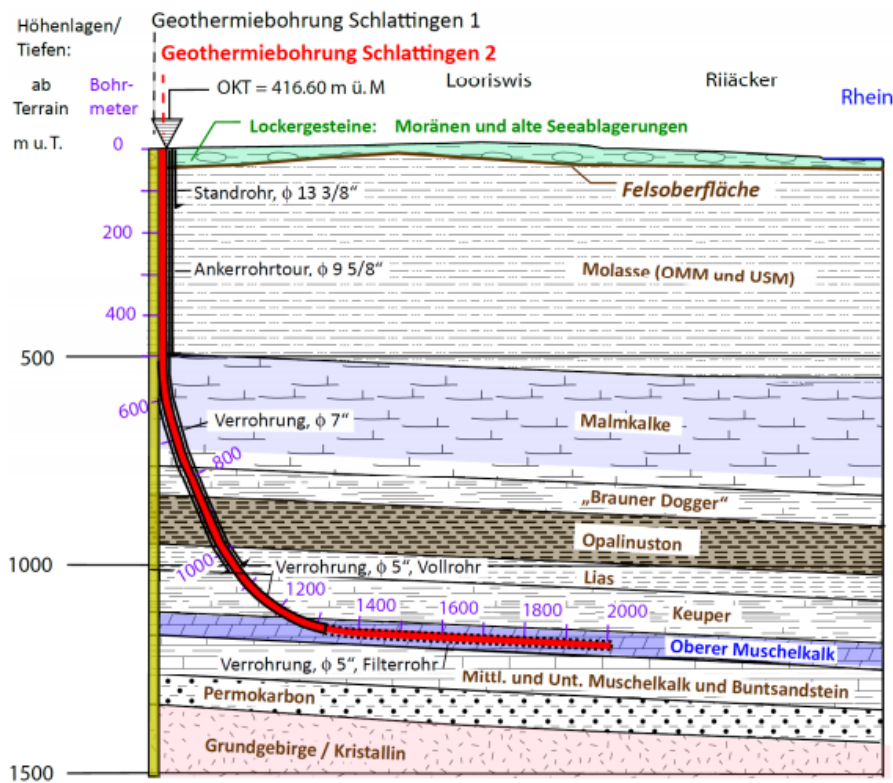 Höhenlagen/
Tiefen:
Geothermiebohrung Schlattingen 1
Geothermiebohrung Schlattingen 2
ab
Terrain
m u. T.
Bohr-
meter
OKT = 416.60 m ü. M
Looriswis
Rhein
Lockergesteine: Moränen und alte Seeablagerungen
0
Felsoberfläche
Standrohr, ϕ 13 3/8“
200
Ankerrohrtour, ϕ 9 5/8“
Molasse (OMM und USM)
400
500
600
Verrohrung, ϕ 7“
Malmkalke
800
„Brauner Dogger“
Opalinuston
1000
1000
Verrohrung, ϕ 5“, Vollrohr
Lias
1200
1400
1600
1800
2000
Keuper
Oberer Muschelkalk
Verrohrung, ϕ 5“, Filterrohr
Mittl. und Unt. Muschelkalk und Buntsandstein
Permokarbon
Grundgebirge / Kristallin
1500